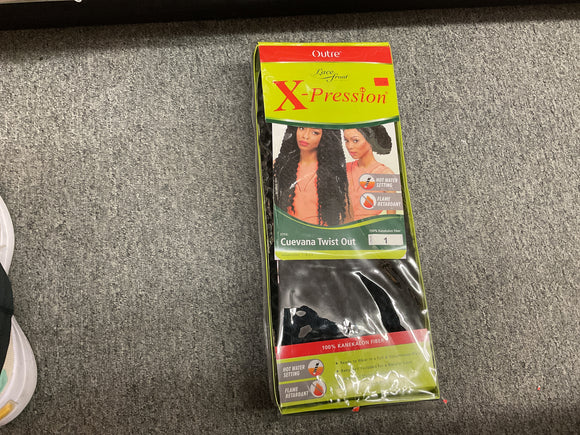 Outre®
Lace Front
X-Pression
HOT WATER
SETTING
FLAME
RETARDANT
100% Kanekalon Fiber
Cuevana Twist Out
1
100% KANEKALON FIBER
HOT WATER
SETTING
FLAME
RETARDANT